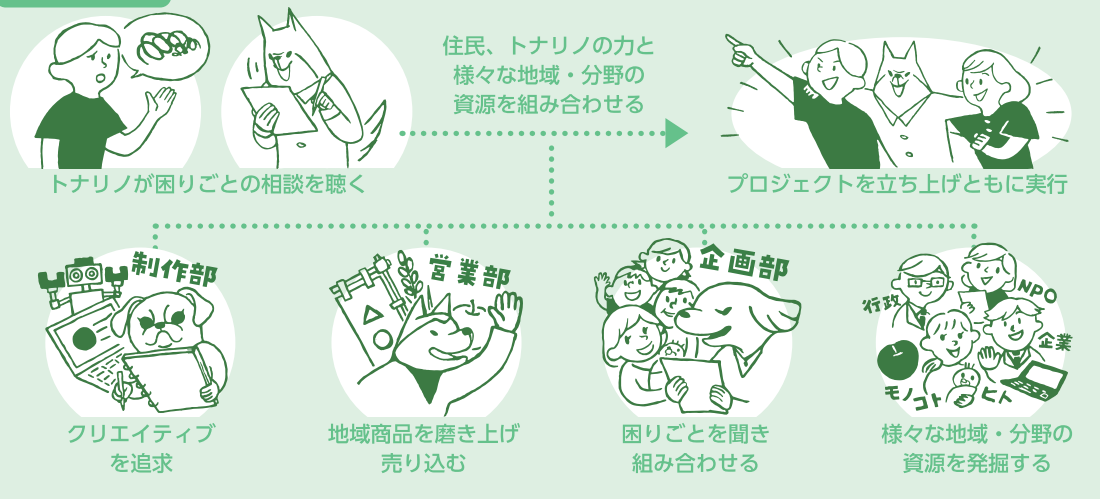 住民、トナリノの力と
様々な地域・分野の
資源を組み合わせる
トナリノが困りごとの相談を聴く
プロジェクトを立ち上げともに実行
制作部
営業部
企画部
行政
NPO
企業
モノ
コト
ヒト
クリエイティブ
を追求
地域商品を磨き上げ
売り込む
困りごとを聞き
組み合わせる
様々な地域・分野の
資源を発掘する